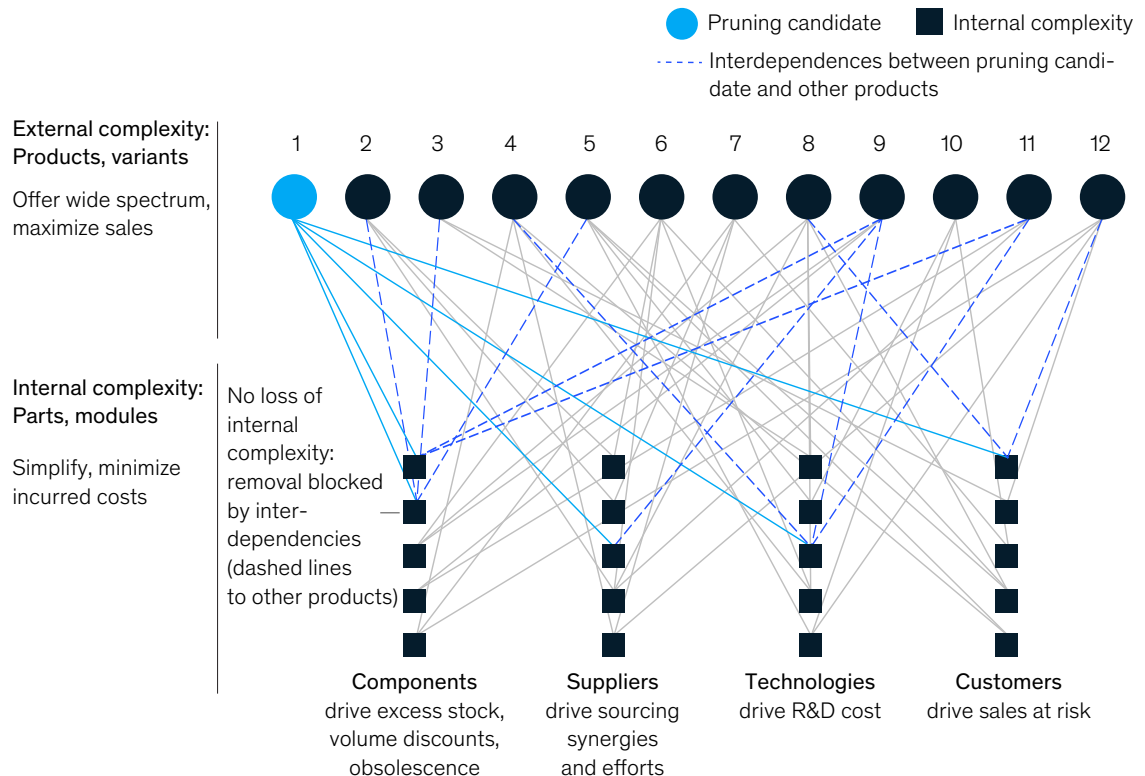 Pruning candidate
Internal complexity
Interdependences between pruning candi-
date and other products
External complexity:
Products, variants
Offer wide spectrum,
maximize sales
1 2 3 4 5 6 7 8 9 10 11 12
Internal complexity:
Parts, modules
Simplify, minimize
incurred costs
No loss of
internal
complexity:
removal blocked
by inter-
dependencies
(dashed lines
to other products)
Components
drive excess stock,
volume discounts,
obsolescence
Suppliers
drive sourcing
synergies
and efforts
Technologies
drive R&D cost
Customers
drive sales at risk